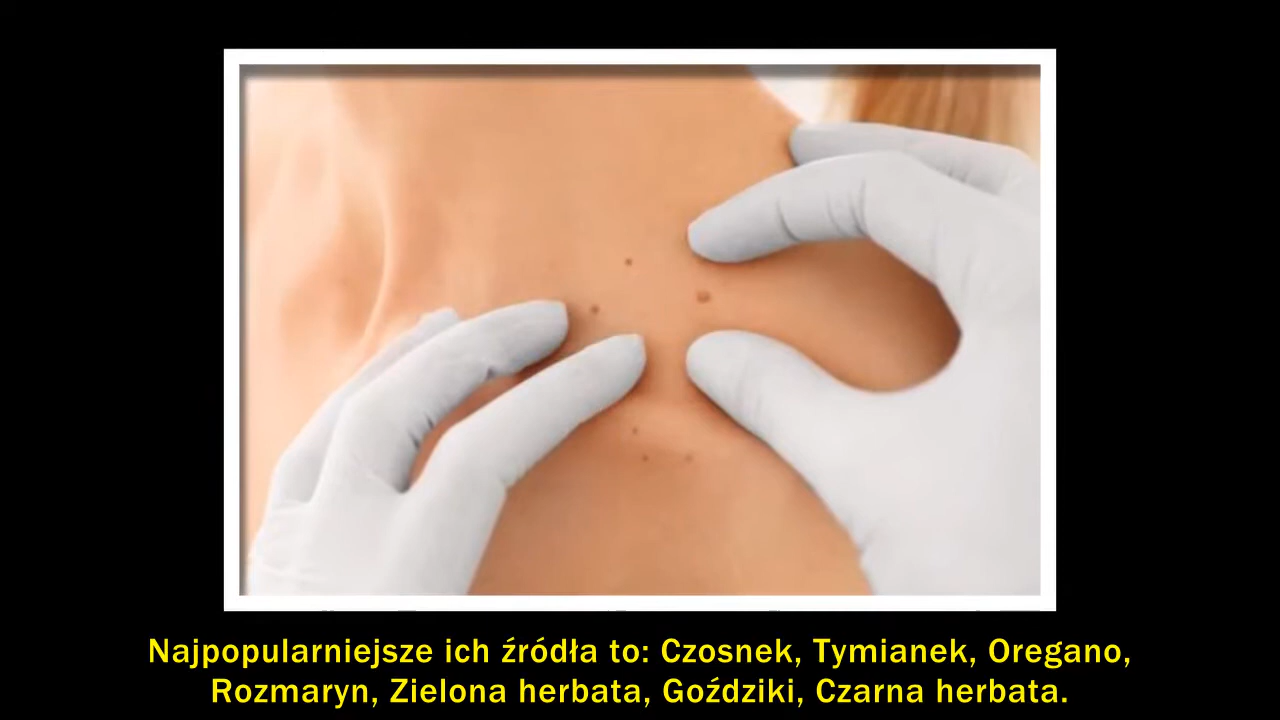 Najpopularniejsze ich źródła to: Czosnek, Tymianek, Oregano,
Rozmaryn, Zielona herbata, Goździki, Czarna herbata.